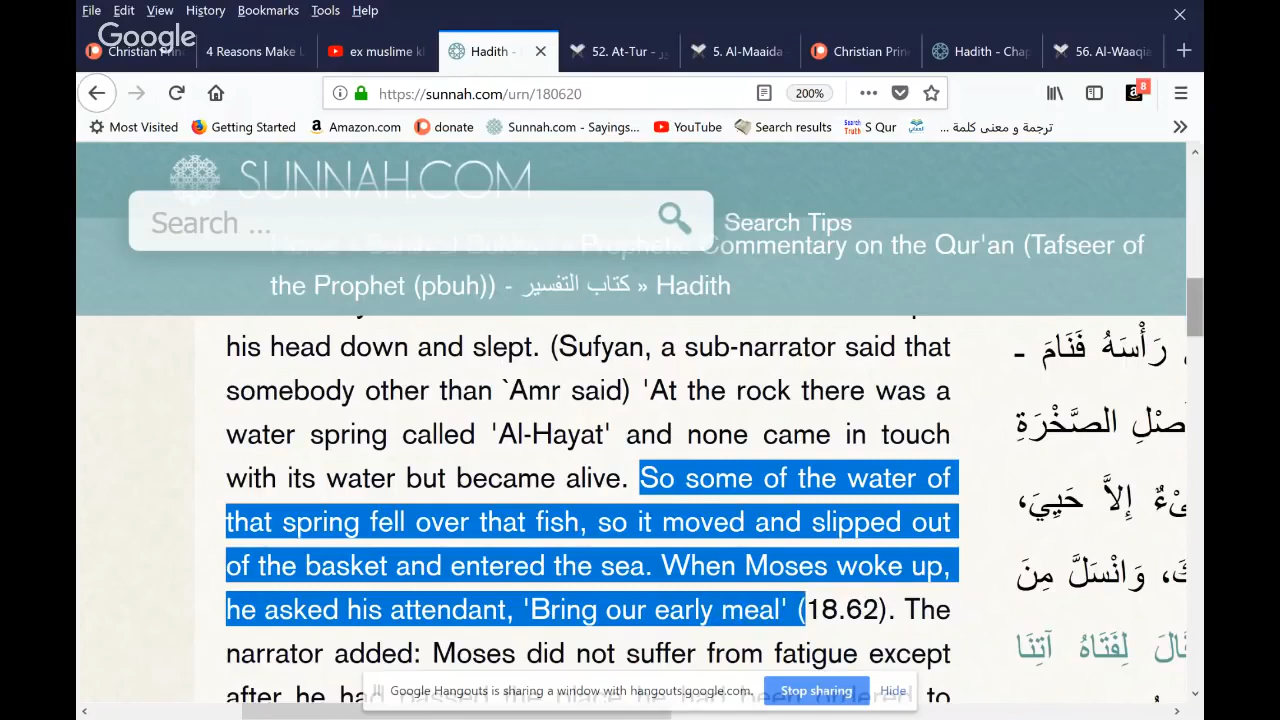 File Edit View History Bookmarks Tools Help
Google
Christian Prin
4 Reasons Make
ex muslime
Hadith -
52. At-Tur -
5. Al-Maaida
Christian Prin
Hadith - Chap
56. Al-Waaqia
https://sunnah.com/urn/180620
200%
8
Most Visited
Getting Started
Amazon.com
donate
Sunnah.com - Sayings...
YouTube
Search results
S Qur
ترجمة و معنى كلمة ...
SUNNAH.COM
Search ...
Search Tips
Prophetic Commentary on the Qur'an (Tafseer of
the Prophet (pbuh)) - كتاب التفسير » Hadith
his head down and slept. (Sufyan, a sub-narrator said that
somebody other than `Amr said) 'At the rock there was a
water spring called 'Al-Hayat' and none came in touch
with its water but became alive. So some of the water of
that spring fell over that fish, so it moved and slipped out
of the basket and entered the sea. When Moses woke up,
he asked his attendant, 'Bring our early meal' (18.62). The
narrator added: Moses did not suffer from fatigue except
رَأْسَهُ فَنَامَ ـ
الصَّخْرَةِ
إِلاَّ حَيِيَ،
وَانْسَلَّ مِنَ
لِفَتَاهُ آتِنَا
Google Hangouts is sharing a window with hangouts.google.com.
Stop sharing
Hide